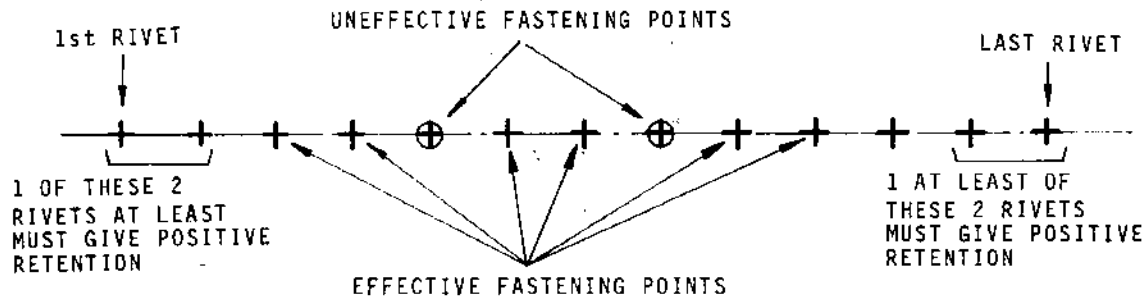 UNEFFECTIVE FASTENING POINTS
1st RIVET
LAST RIVET
1 OF THESE 2
RIVETS AT LEAST
MUST GIVE POSITIVE
RETENTION
1 AT LEAST OF
THESE 2 RIVETS
MUST GIVE POSITIVE
RETENTION
EFFECTIVE FASTENING POINTS